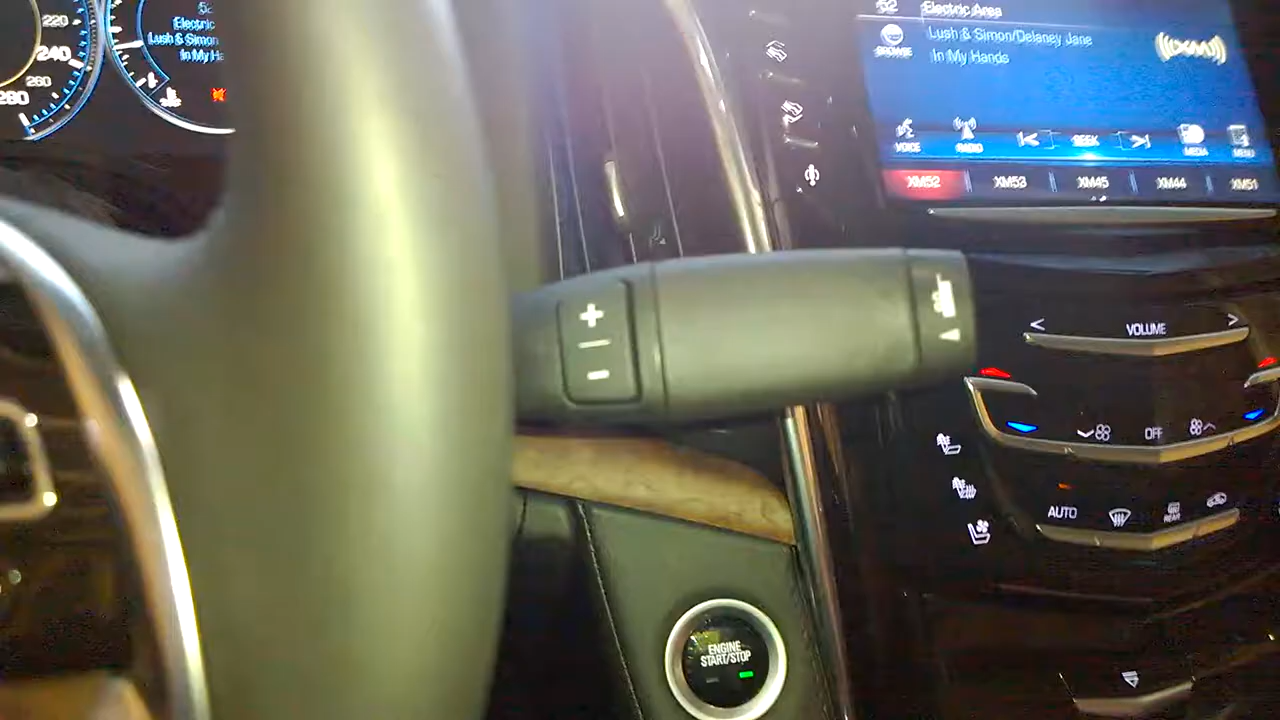 220
240
260
280
52
Electric
Lush & Simon
In My Ha
52 Electric Area
Lush & Simon/Delaney Jane
In My Hands
BROWSE
((XM))
VOICE
RADIO
SEEK
MEDIA
MENU
XM52
XM53
XM45
XM44
XM51
+
-
< VOLUME >
OFF
AUTO
REAR
ENGINE
START/STOP